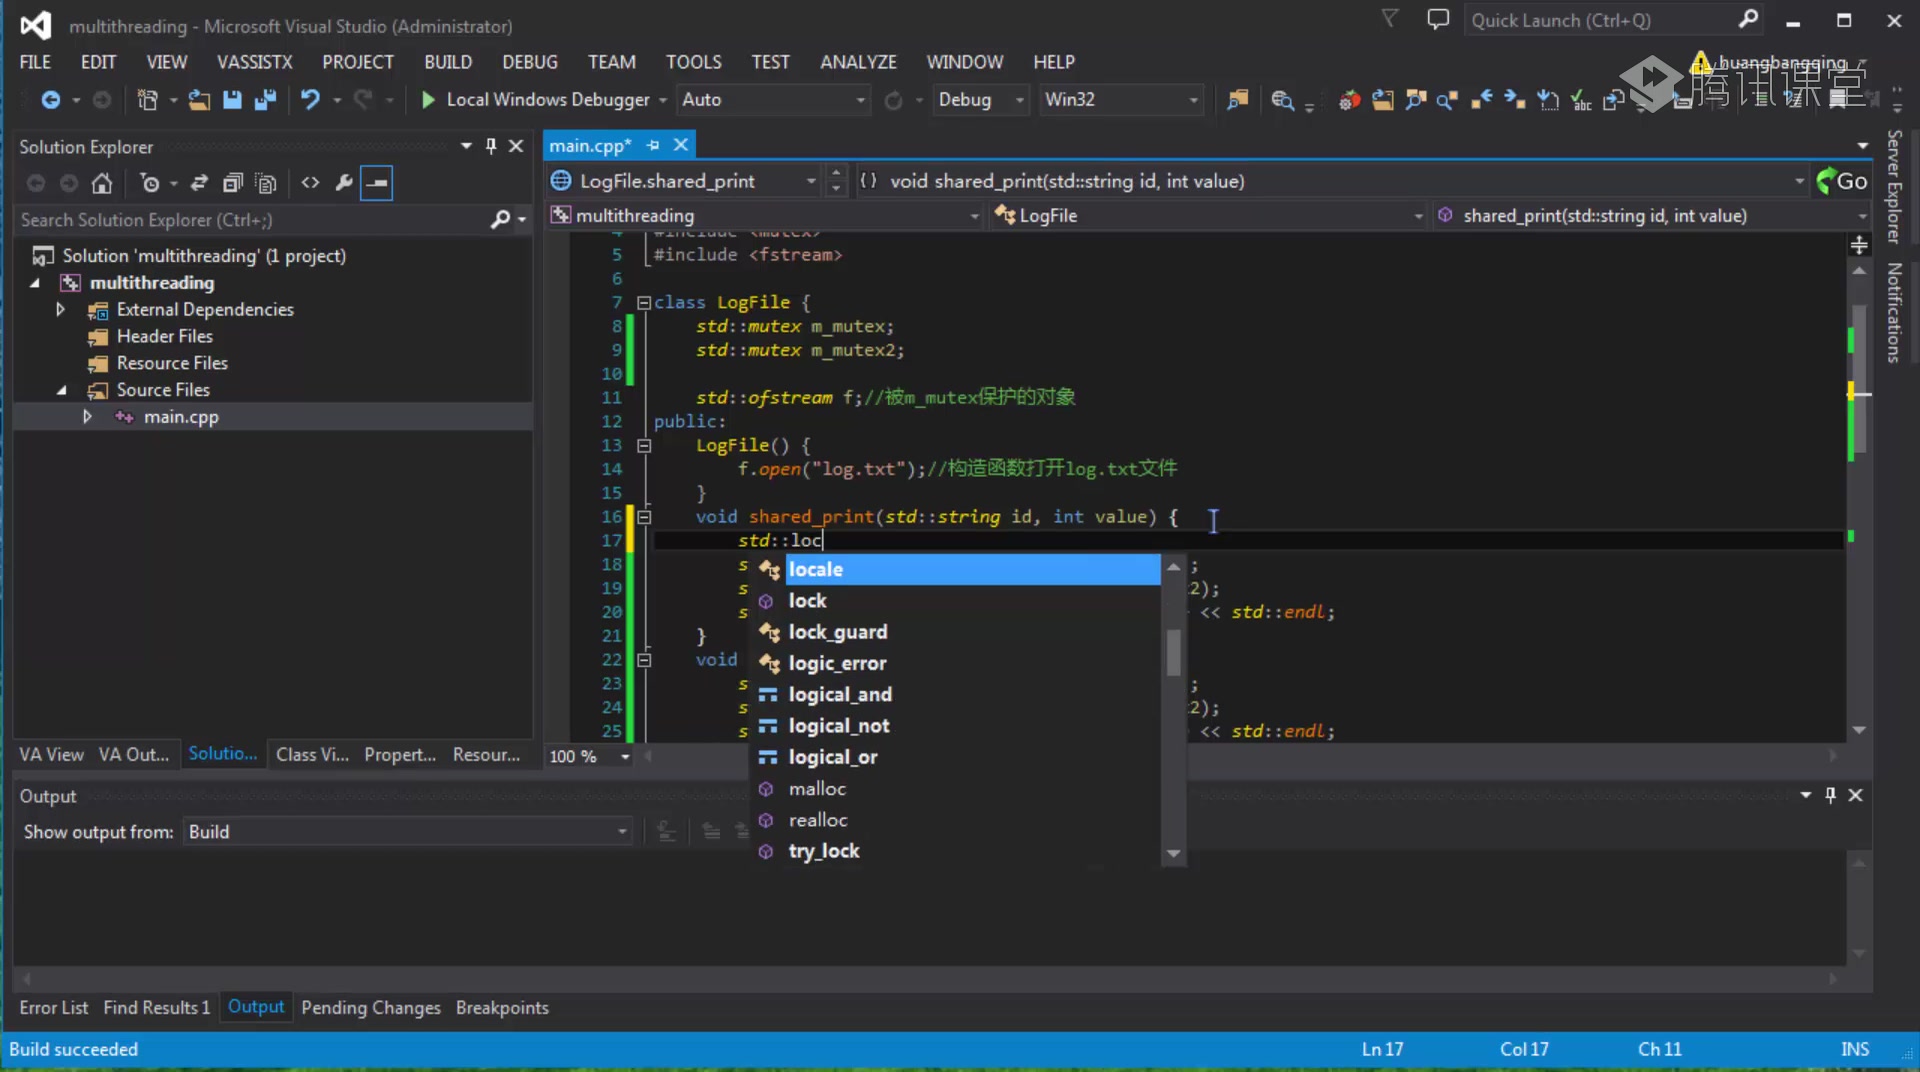 multithreading - Microsoft Visual Studio (Administrator)
Quick Launch (Ctrl+Q)
FILE EDIT VIEW VASSISTX PROJECT BUILD DEBUG TEAM TOOLS TEST ANALYZE WINDOW HELP
huangbangqing
腾讯课堂
Local Windows Debugger Auto Debug Win32
Solution Explorer
Search Solution Explorer (Ctrl+;)
Solution 'multithreading' (1 project)
multithreading
External Dependencies
Header Files
Resource Files
Source Files
main.cpp
VA View VA Out... Solutio... Class Vi... Propert... Resour...
main.cpp*
LogFile.shared_print {} void shared_print(std::string id, int value) Go
multithreading LogFile shared_print(std::string id, int value)
4 #include <mutex>
5 #include <fstream>
6
7 class LogFile {
8 std::mutex m_mutex;
9 std::mutex m_mutex2;
10
11 std::ofstream f;//被m_mutex保护的对象
12 public:
13 LogFile() {
14 f.open("log.txt");//构造函数打开log.txt文件
15 }
16 void shared_print(std::string id, int value) {
17 std::loc
18 s ;
19 s 2);
20 s << std::endl;
21 }
22 void
23 s ;
24 s 2);
25 s << std::endl;
locale
lock
lock_guard
logic_error
logical_and
logical_not
logical_or
malloc
realloc
try_lock
100 %
Server Explorer
Notifications
Output
Show output from: Build
Error List Find Results 1 Output Pending Changes Breakpoints
Build succeeded Ln 17 Col 17 Ch 11 INS